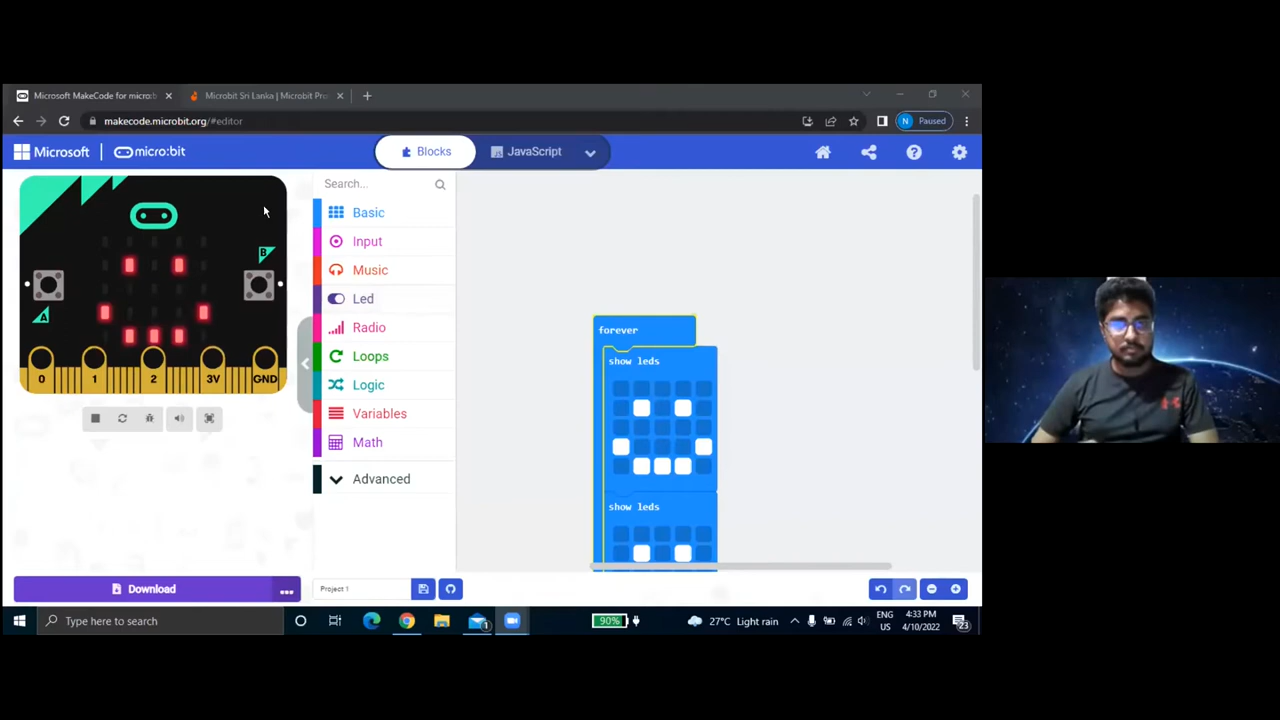 Microsoft MakeCode for micro:b
Microbit Sri Lanka | Microbit Pro
makecode.microbit.org/#editor
N Paused
Microsoft | micro:bit
Blocks
JavaScript
Search...
Basic
Input
Music
Led
Radio
Loops
Logic
Variables
Math
Advanced
A
B
0 1 2 3V GND
forever
show leds
show leds
Download
...
Project 1
Type here to search
1
90%
27°C Light rain
ENG
US
4:33 PM
4/10/2022
23